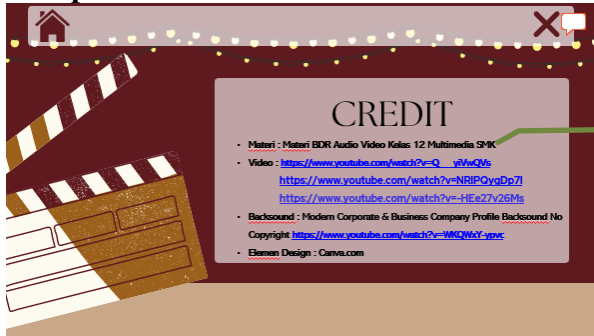 CREDIT
• Materi : Materi BDR Audio Video Kelas 12 Multimedia SMK
• Video : https://www.youtube.com/watch?v=Q__yiVwQVs
https://www.youtube.com/watch?v=NRlPQygDp7I
https://www.youtube.com/watch?v=-HEe27v26Ms
• Backsound : Modern Corporate & Business Company Profile Backsound No
Copyright https://www.youtube.com/watch?v=WKQWxY-ypvc
• Elemen Design : Canva.com